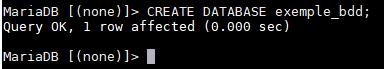 MariaDB [(none)]> CREATE DATABASE exemple_bdd;
Query OK, 1 row affected (0.000 sec)
MariaDB [(none)]>